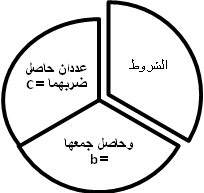 الشروط
عددان حاصل
ضربهما = C
وحاصل جمعها
= b